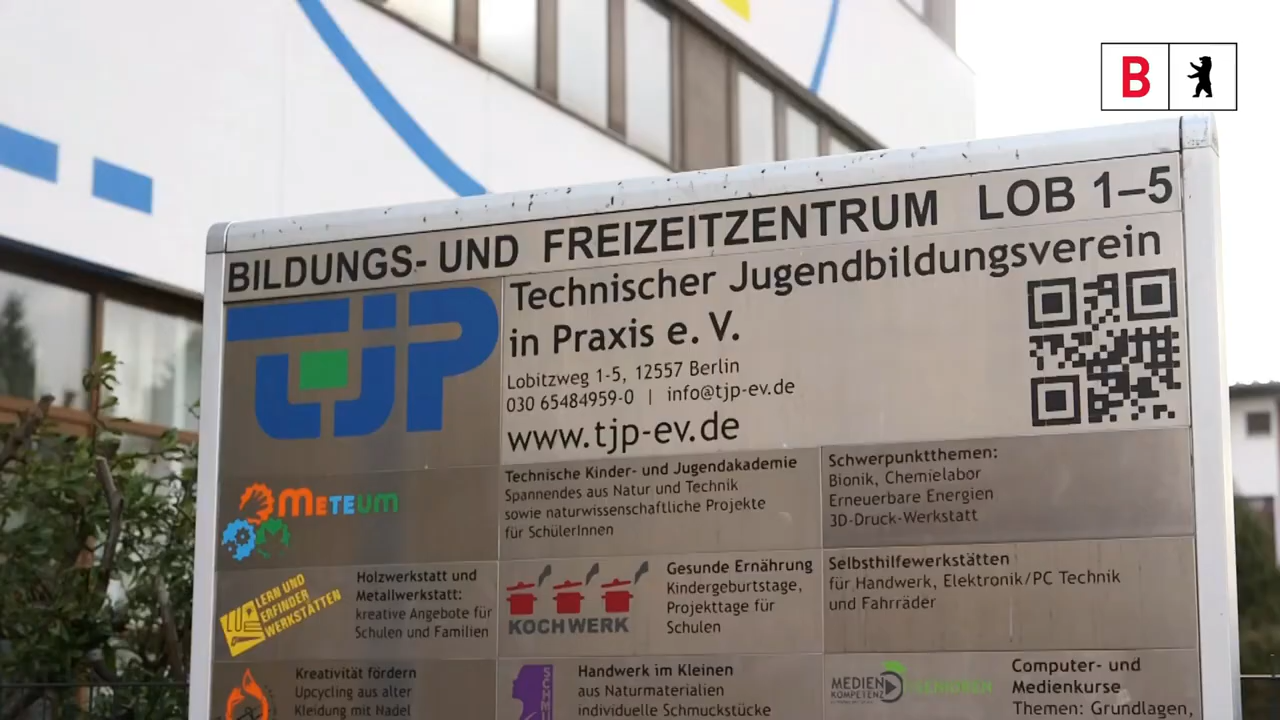 B
BILDUNGS- UND FREIZEITZENTRUM LOB 1–5
TJP
Technischer Jugendbildungsverein
in Praxis e. V.
Lobitzweg 1-5, 12557 Berlin
030 65484959-0 | info@tjp-ev.de
www.tjp-ev.de
METEUM
Technische Kinder- und Jugendakademie
Spannendes aus Natur und Technik
sowie naturwissenschaftliche Projekte
für SchülerInnen
Schwerpunktthemen:
Bionik, Chemielabor
Erneuerbare Energien
3D-Druck-Werkstatt
LERN UND
ERFINDER
WERKSTÄTTEN
Holzwerkstatt und
Metallwerkstatt:
kreative Angebote für
Schulen und Familien
KOCHWERK
Gesunde Ernährung
Kindergeburtstage,
Projekttage für
Schulen
Selbsthilfewerkstätten
für Handwerk, Elektronik/PC Technik
und Fahrräder
Kreativität fördern
Upcycling aus alter
Kleidung mit Nadel
Handwerk im Kleinen
aus Naturmaterialien
individuelle Schmuckstücke
MEDIEN
KOMPETENZ
Computer- und
Medienkurse
Themen: Grundlagen,